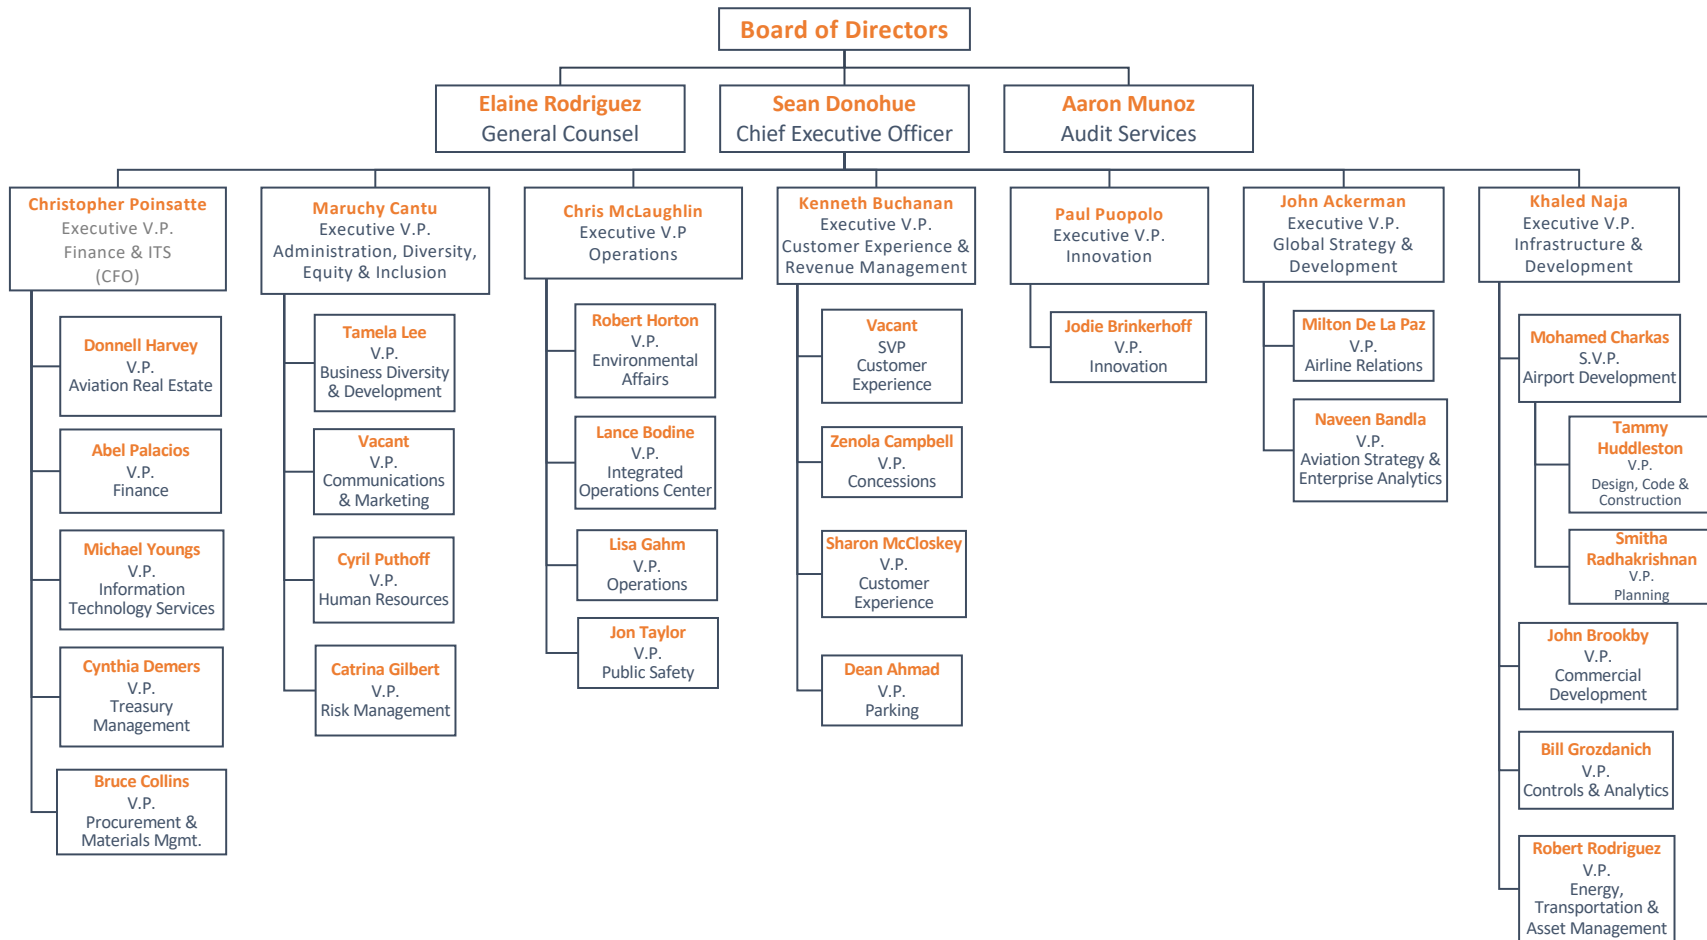 Board of Directors
Elaine Rodriguez
General Counsel
Sean Donohue
Chief Executive Officer
Aaron Munoz
Audit Services
Christopher Poinsatte
Executive V.P.
Finance & ITS
(CFO)
Donnell Harvey
V.P.
Aviation Real Estate
Abel Palacios
V.P.
Finance
Michael Youngs
V.P.
Information
Technology Services
Cynthia Demers
V.P.
Treasury
Management
Bruce Collins
V.P.
Procurement &
Materials Mgmt.
Maruchy Cantu
Executive V.P.
Administration, Diversity,
Equity & Inclusion
Tamela Lee
V.P.
Business Diversity
& Development
Vacant
V.P.
Communications
& Marketing
Cyril Puthoff
V.P.
Human Resources
Catrina Gilbert
V.P.
Risk Management
Chris McLaughlin
Executive V.P
Operations
Robert Horton
V.P.
Environmental
Affairs
Lance Bodine
V.P.
Integrated
Operations Center
Lisa Gahm
V.P.
Operations
Jon Taylor
V.P.
Public Safety
Kenneth Buchanan
Executive V.P.
Customer Experience &
Revenue Management
Vacant
SVP
Customer
Experience
Zenola Campbell
V.P.
Concessions
Sharon McCloskey
V.P.
Customer
Experience
Dean Ahmad
V.P.
Parking
Paul Puopolo
Executive V.P.
Innovation
Jodie Brinkerhoff
V.P.
Innovation
John Ackerman
Executive V.P.
Global Strategy &
Development
Milton De La Paz
V.P.
Airline Relations
Naveen Bandla
V.P.
Aviation Strategy &
Enterprise Analytics
Khaled Naja
Executive V.P.
Infrastructure &
Development
Mohamed Charkas
S.V.P.
Airport Development
Tammy
Huddleston
V.P.
Design, Code &
Construction
Smitha
Radhakrishnan
V.P.
Planning
John Brookby
V.P.
Commercial
Development
Bill Grozdanich
V.P.
Controls & Analytics
Robert Rodriguez
V.P.
Energy,
Transportation &
Asset Management